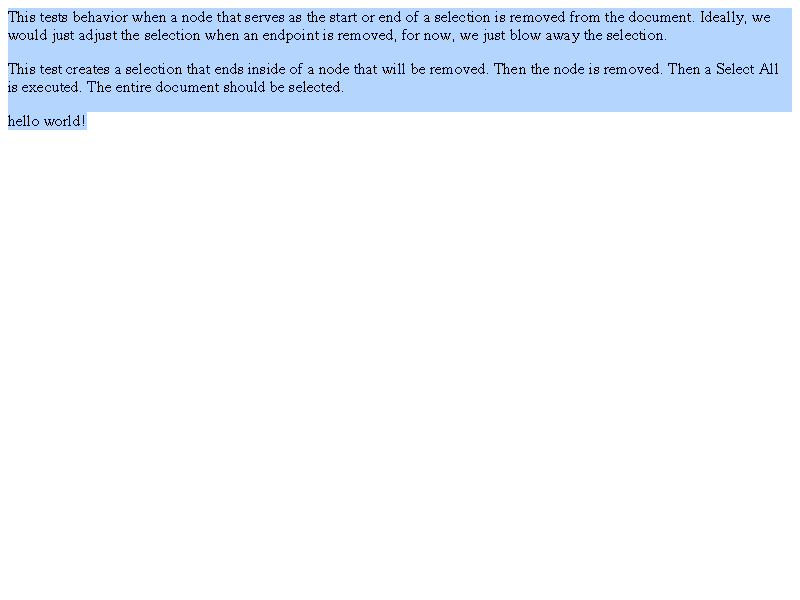 This tests behavior when a node that serves as the start or end of a selection is removed from the document. Ideally, we
would just adjust the selection when an endpoint is removed, for now, we just blow away the selection.
This test creates a selection that ends inside of a node that will be removed. Then the node is removed. Then a Select All
is executed. The entire document should be selected.
hello world!